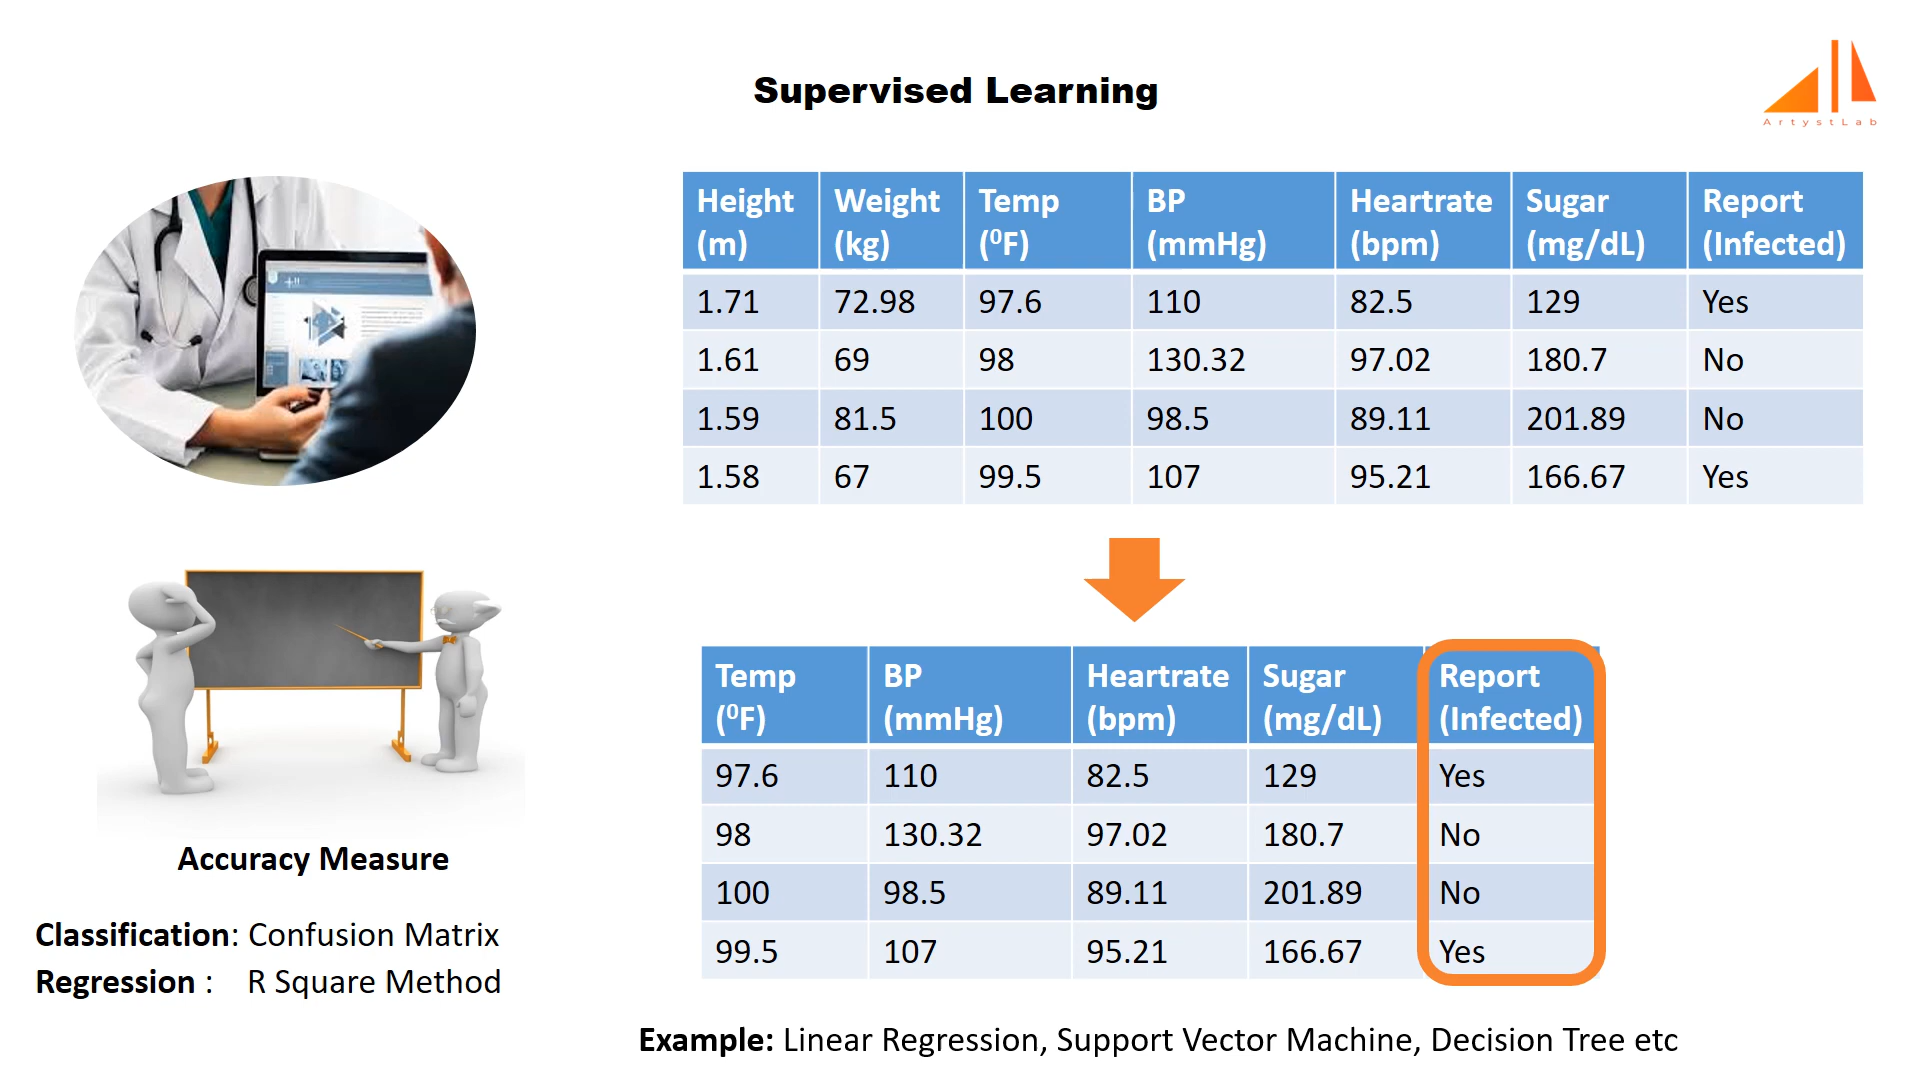 Supervised Learning
ArtystLab
Height (m) Weight (kg) Temp (⁰F) BP (mmHg) Heartrate (bpm) Sugar (mg/dL) Report (Infected)
1.71 72.98 97.6 110 82.5 129 Yes
1.61 69 98 130.32 97.02 180.7 No
1.59 81.5 100 98.5 89.11 201.89 No
1.58 67 99.5 107 95.21 166.67 Yes
Temp (⁰F) BP (mmHg) Heartrate (bpm) Sugar (mg/dL) Report (Infected)
97.6 110 82.5 129 Yes
98 130.32 97.02 180.7 No
100 98.5 89.11 201.89 No
99.5 107 95.21 166.67 Yes
Accuracy Measure
Classification: Confusion Matrix
Regression : R Square Method
Example: Linear Regression, Support Vector Machine, Decision Tree etc